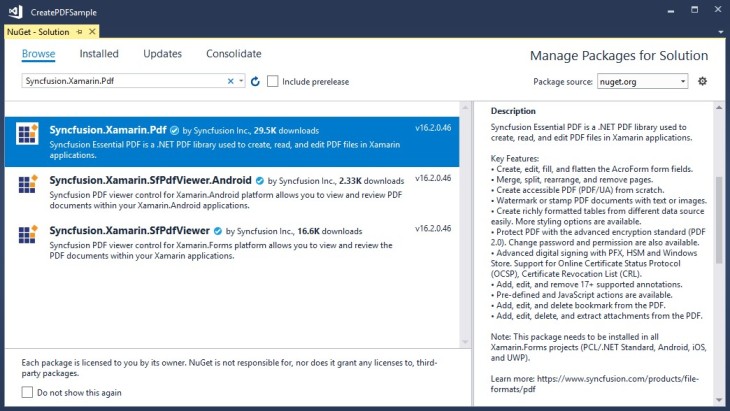 CreatePDFSample
NuGet - Solution
Browse Installed Updates Consolidate
Manage Packages for Solution
Syncfusion.Xamarin.Pdf
Include prerelease
Package source: nuget.org
Syncfusion.Xamarin.Pdf by Syncfusion Inc., 29.5K downloads v16.2.0.46
Syncfusion Essential PDF is a .NET PDF library used to create, read, and edit PDF files in Xamarin
applications.
Syncfusion.Xamarin.SfPdfViewer.Android by Syncfusion Inc., 2.33K downloads v16.2.0.46
Syncfusion PDF viewer control for Xamarin.Android platform allows you to view and review PDF
documents within your Xamarin.Android applications.
Syncfusion.Xamarin.SfPdfViewer by Syncfusion Inc., 16.6K downloads v16.2.0.46
Syncfusion PDF viewer control for Xamarin.Forms platform allows you to view and review the
PDF documents within your Xamarin.Android applications.
Each package is licensed to you by its owner. NuGet is not responsible for, nor does it grant any licenses to, third-
party packages.
Do not show this again
Description
Syncfusion Essential PDF is a .NET PDF library used to
create, read, and edit PDF files in Xamarin applications.
Key Features:
• Create, edit, fill, and flatten the AcroForm form fields.
• Merge, split, rearrange, and remove pages.
• Create accessible PDF (PDF/UA) from scratch.
• Watermark or stamp PDF documents with text or images.
• Create richly formatted tables from different data source
easily. More styling options are available.
• Protect PDF with the advanced encryption standard (PDF
2.0). Change password and permission are also available.
• Advanced digital signing with PFX, HSM and Windows
Store. Support for Online Certificate Status Protocol
(OCSP), Certificate Revocation List (CRL).
• Add, edit, and remove 17+ supported annotations.
• Pre-defined and JavaScript actions are available.
• Add, edit, and delete bookmark from the PDF.
• Add, edit, delete, and extract attachments from the PDF.
Note: This package needs to be installed in all
Xamarin.Forms projects (PCL/.NET Standard, Android, iOS,
and UWP).
Learn more: https://www.syncfusion.com/products/file-
formats/pdf